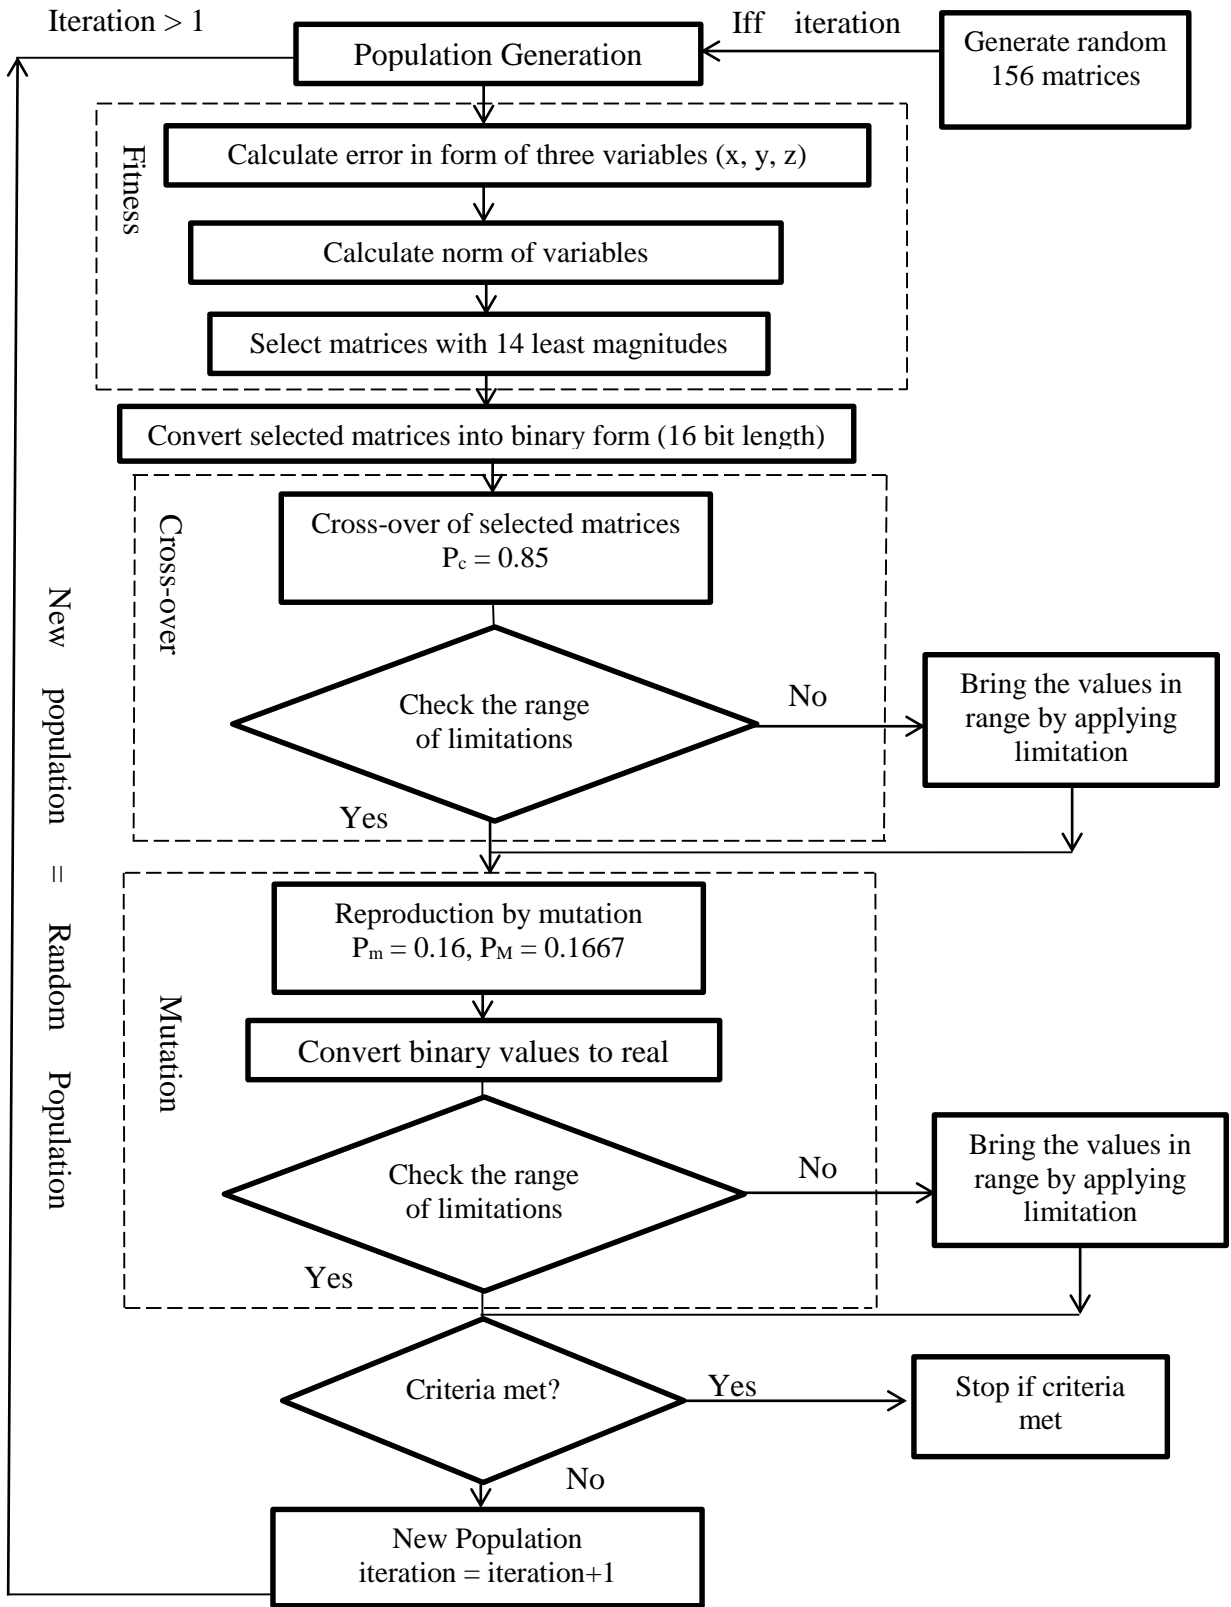 Iteration > 1
Iff iteration
Population Generation
Generate random
156 matrices
Fitness
Calculate error in form of three variables (x, y, z)
Calculate norm of variables
Select matrices with 14 least magnitudes
Convert selected matrices into binary form (16 bit length)
Cross-over
Cross-over of selected matrices
Pc = 0.85
Check the range
of limitations
No
Bring the values in
range by applying
limitation
Yes
New population = Random Population
Mutation
Reproduction by mutation
Pm = 0.16, PM = 0.1667
Convert binary values to real
Check the range
of limitations
No
Bring the values in
range by applying
limitation
Yes
Criteria met?
Yes
Stop if criteria
met
No
New Population
iteration = iteration+1